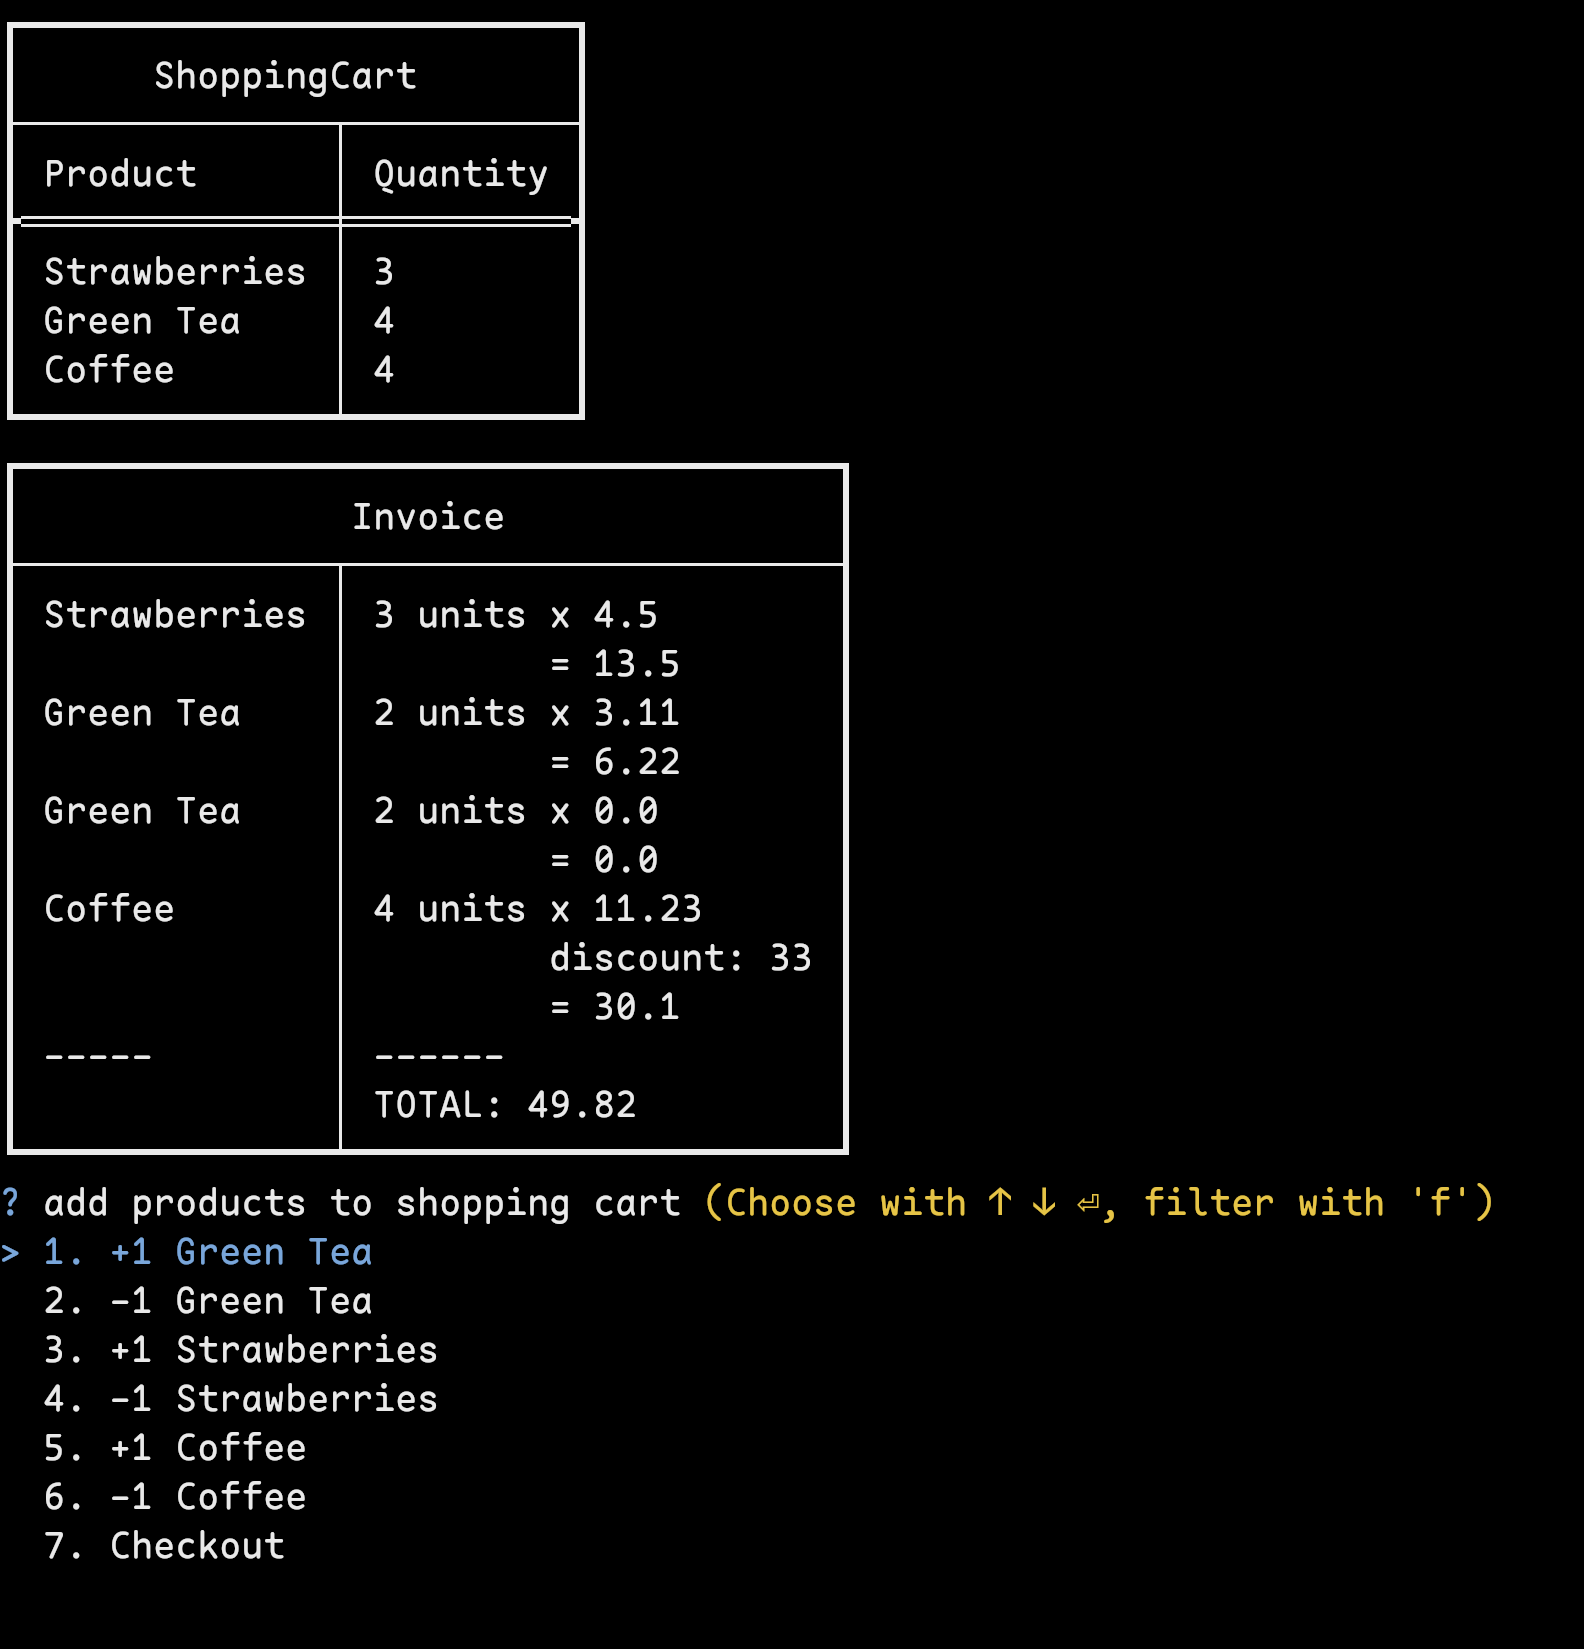 ShoppingCart
Product Quantity
Strawberries 3
Green Tea 4
Coffee 4
Invoice
Strawberries 3 units x 4.5
= 13.5
Green Tea 2 units x 3.11
= 6.22
Green Tea 2 units x 0.0
= 0.0
Coffee 4 units x 11.23
discount: 33
= 30.1
----- ------
TOTAL: 49.82
? add products to shopping cart (Choose with ↑ ↓ ⏎, filter with 'f')
> 1. +1 Green Tea
2. -1 Green Tea
3. +1 Strawberries
4. -1 Strawberries
5. +1 Coffee
6. -1 Coffee
7. Checkout